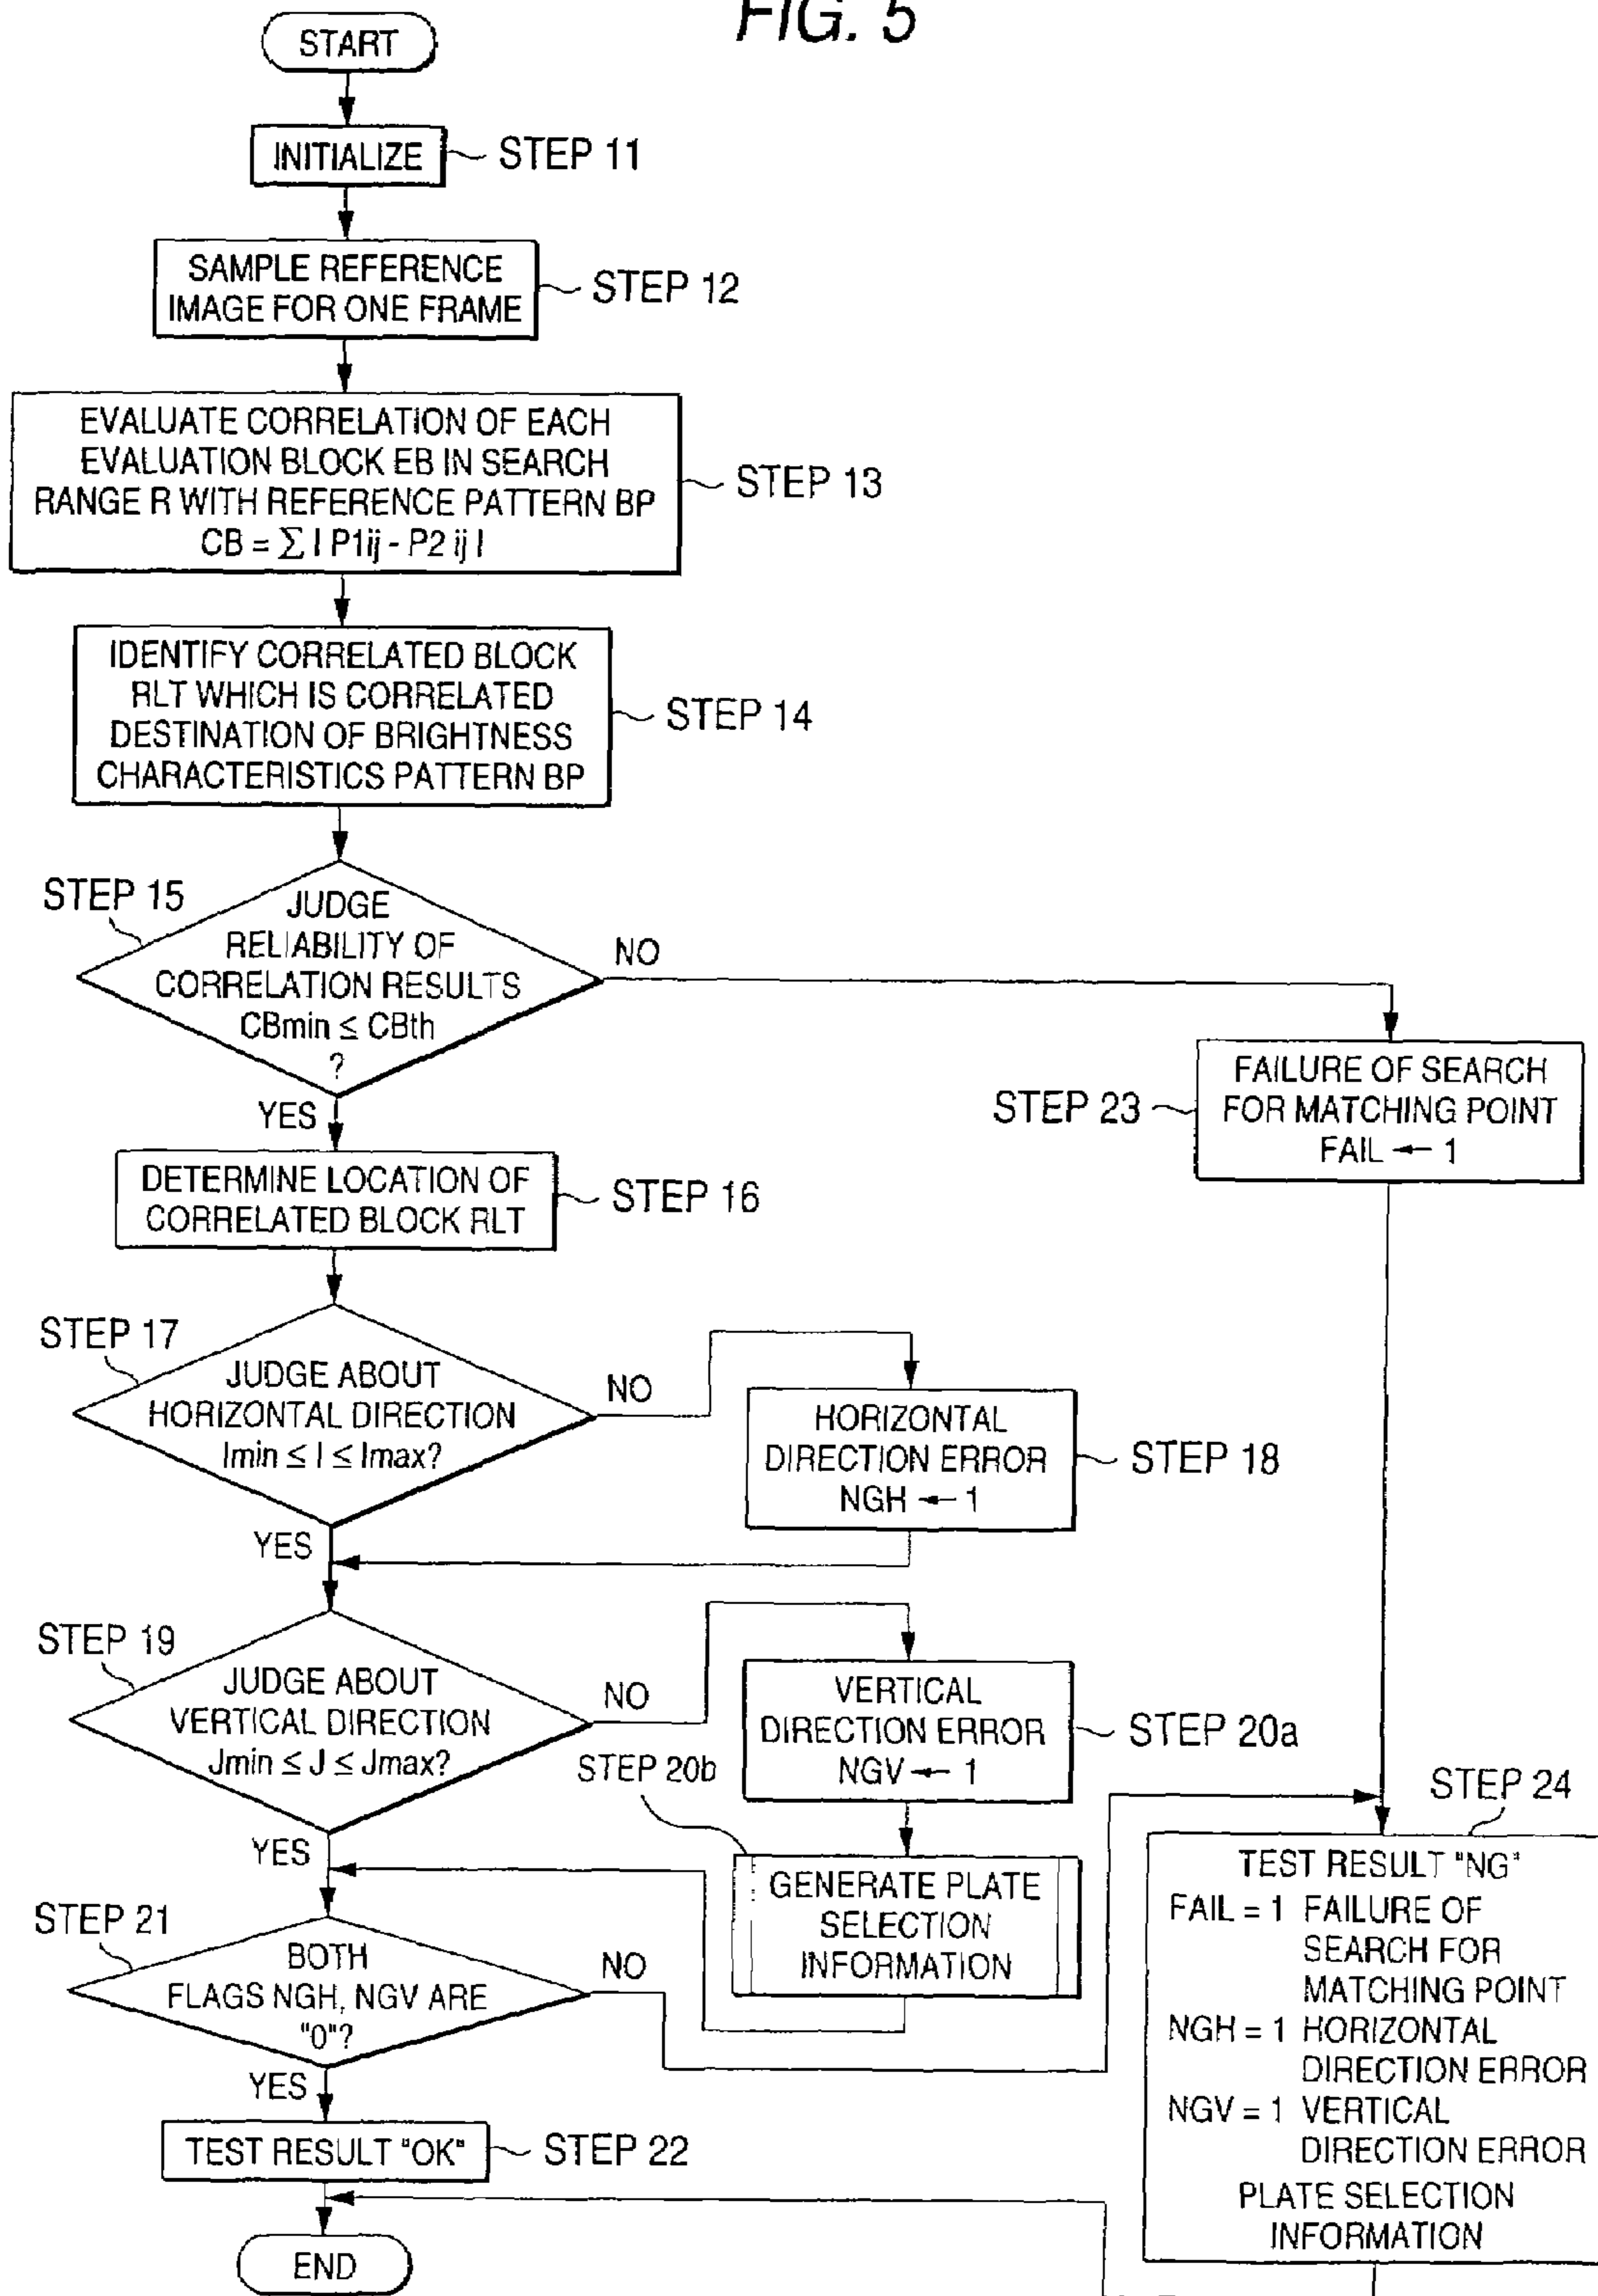 FIG. 5
START
INITIALIZE
STEP 11
SAMPLE REFERENCE
IMAGE FOR ONE FRAME
STEP 12
EVALUATE CORRELATION OF EACH
EVALUATION BLOCK EB IN SEARCH
RANGE R WITH REFERENCE PATTERN BP
CB = ∑ | P1ij - P2 ij |
STEP 13
IDENTIFY CORRELATED BLOCK
RLT WHICH IS CORRELATED
DESTINATION OF BRIGHTNESS
CHARACTERISTICS PATTERN BP
STEP 14
STEP 15
JUDGE
RELIABILITY OF
CORRELATION RESULTS
CBmin ≤ CBth
?
NO
YES
FAILURE OF SEARCH
FOR MATCHING POINT
FAIL ← 1
STEP 23
DETERMINE LOCATION OF
CORRELATED BLOCK RLT
STEP 16
STEP 17
JUDGE ABOUT
HORIZONTAL DIRECTION
Imin ≤ I ≤ Imax?
NO
YES
HORIZONTAL
DIRECTION ERROR
NGH ← 1
STEP 18
STEP 19
JUDGE ABOUT
VERTICAL DIRECTION
Jmin ≤ J ≤ Jmax?
NO
YES
VERTICAL
DIRECTION ERROR
NGV ← 1
STEP 20a
STEP 20b
GENERATE PLATE
SELECTION
INFORMATION
STEP 21
BOTH
FLAGS NGH, NGV ARE
"0"?
NO
YES
STEP 24
TEST RESULT "NG"
FAIL = 1 FAILURE OF
SEARCH FOR
MATCHING POINT
NGH = 1 HORIZONTAL
DIRECTION ERROR
NGV = 1 VERTICAL
DIRECTION ERROR
PLATE SELECTION
INFORMATION
TEST RESULT "OK"
STEP 22
END